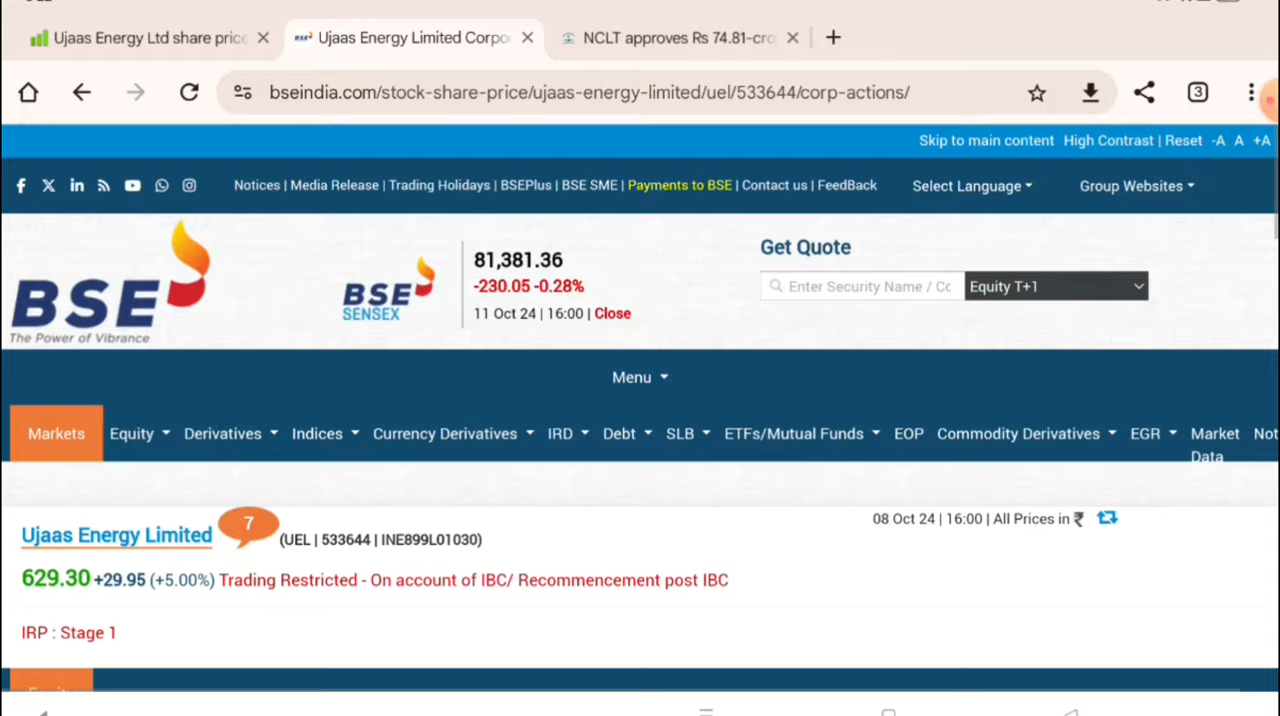 Ujaas Energy Ltd share price
Ujaas Energy Limited Corpo
NCLT approves Rs 74.81-cro
bseindia.com/stock-share-price/ujaas-energy-limited/uel/533644/corp-actions/
3
Skip to main content High Contrast | Reset -A A +A
Notices | Media Release | Trading Holidays | BSEPlus | BSE SME | Payments to BSE | Contact us | FeedBack
Select Language
Group Websites
BSE
The Power of Vibrance
BSE
SENSEX
81,381.36
-230.05 -0.28%
11 Oct 24 | 16:00 | Close
Get Quote
Enter Security Name / Co
Equity T+1
Menu
Markets Equity Derivatives Indices Currency Derivatives IRD Debt SLB ETFs/Mutual Funds EOP Commodity Derivatives EGR Market Data Not
Ujaas Energy Limited
7
(UEL | 533644 | INE899L01030)
08 Oct 24 | 16:00 | All Prices in ₹
629.30 +29.95 (+5.00%) Trading Restricted - On account of IBC/ Recommencement post IBC
IRP : Stage 1